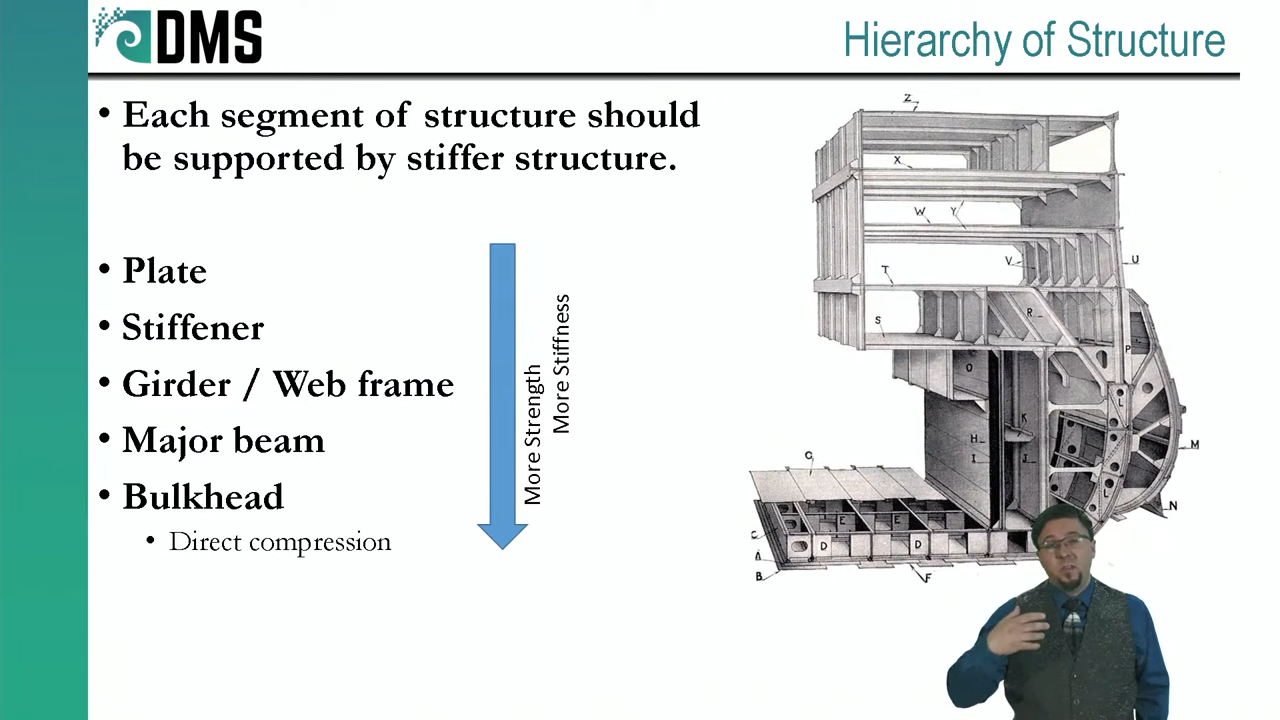 DMS
Hierarchy of Structure
• Each segment of structure should
be supported by stiffer structure.
• Plate
• Stiffener
• Girder / Web frame
• Major beam
• Bulkhead
• Direct compression
More Strength
More Stiffness
Z
X
W Y
V U
T
S R
P
O
L
K
H
I J
M
L
N
G
E E
C
D D
A
B F